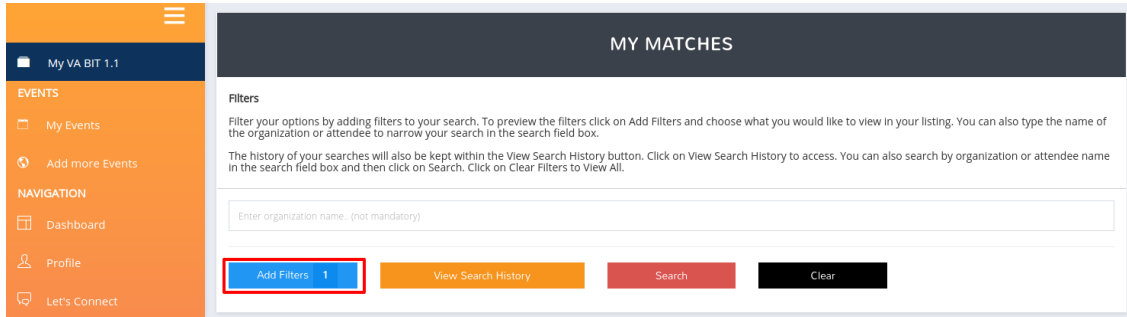 My VA BIT 1.1
EVENTS
My Events
Add more Events
NAVIGATION
Dashboard
Profile
Let's Connect
MY MATCHES
Filters
Filter your options by adding filters to your search. To preview the filters click on Add Filters and choose what you would like to view in your listing. You can also type the name of
the organization or attendee to narrow your search in the search field box.
The history of your searches will also be kept within the View Search History button. Click on View Search History to access. You can also search by organization or attendee name
in the search field box and then click on Search. Click on Clear Filters to View All.
Enter organization name.. (not mandatory)
Add Filters 1 View Search History Search Clear